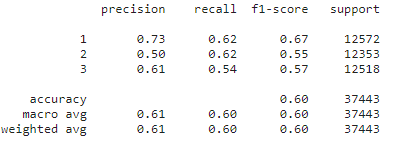 precision recall f1-score support
1 0.73 0.62 0.67 12572
2 0.50 0.62 0.55 12353
3 0.61 0.54 0.57 12518
accuracy 0.60 37443
macro avg 0.61 0.60 0.60 37443
weighted avg 0.61 0.60 0.60 37443